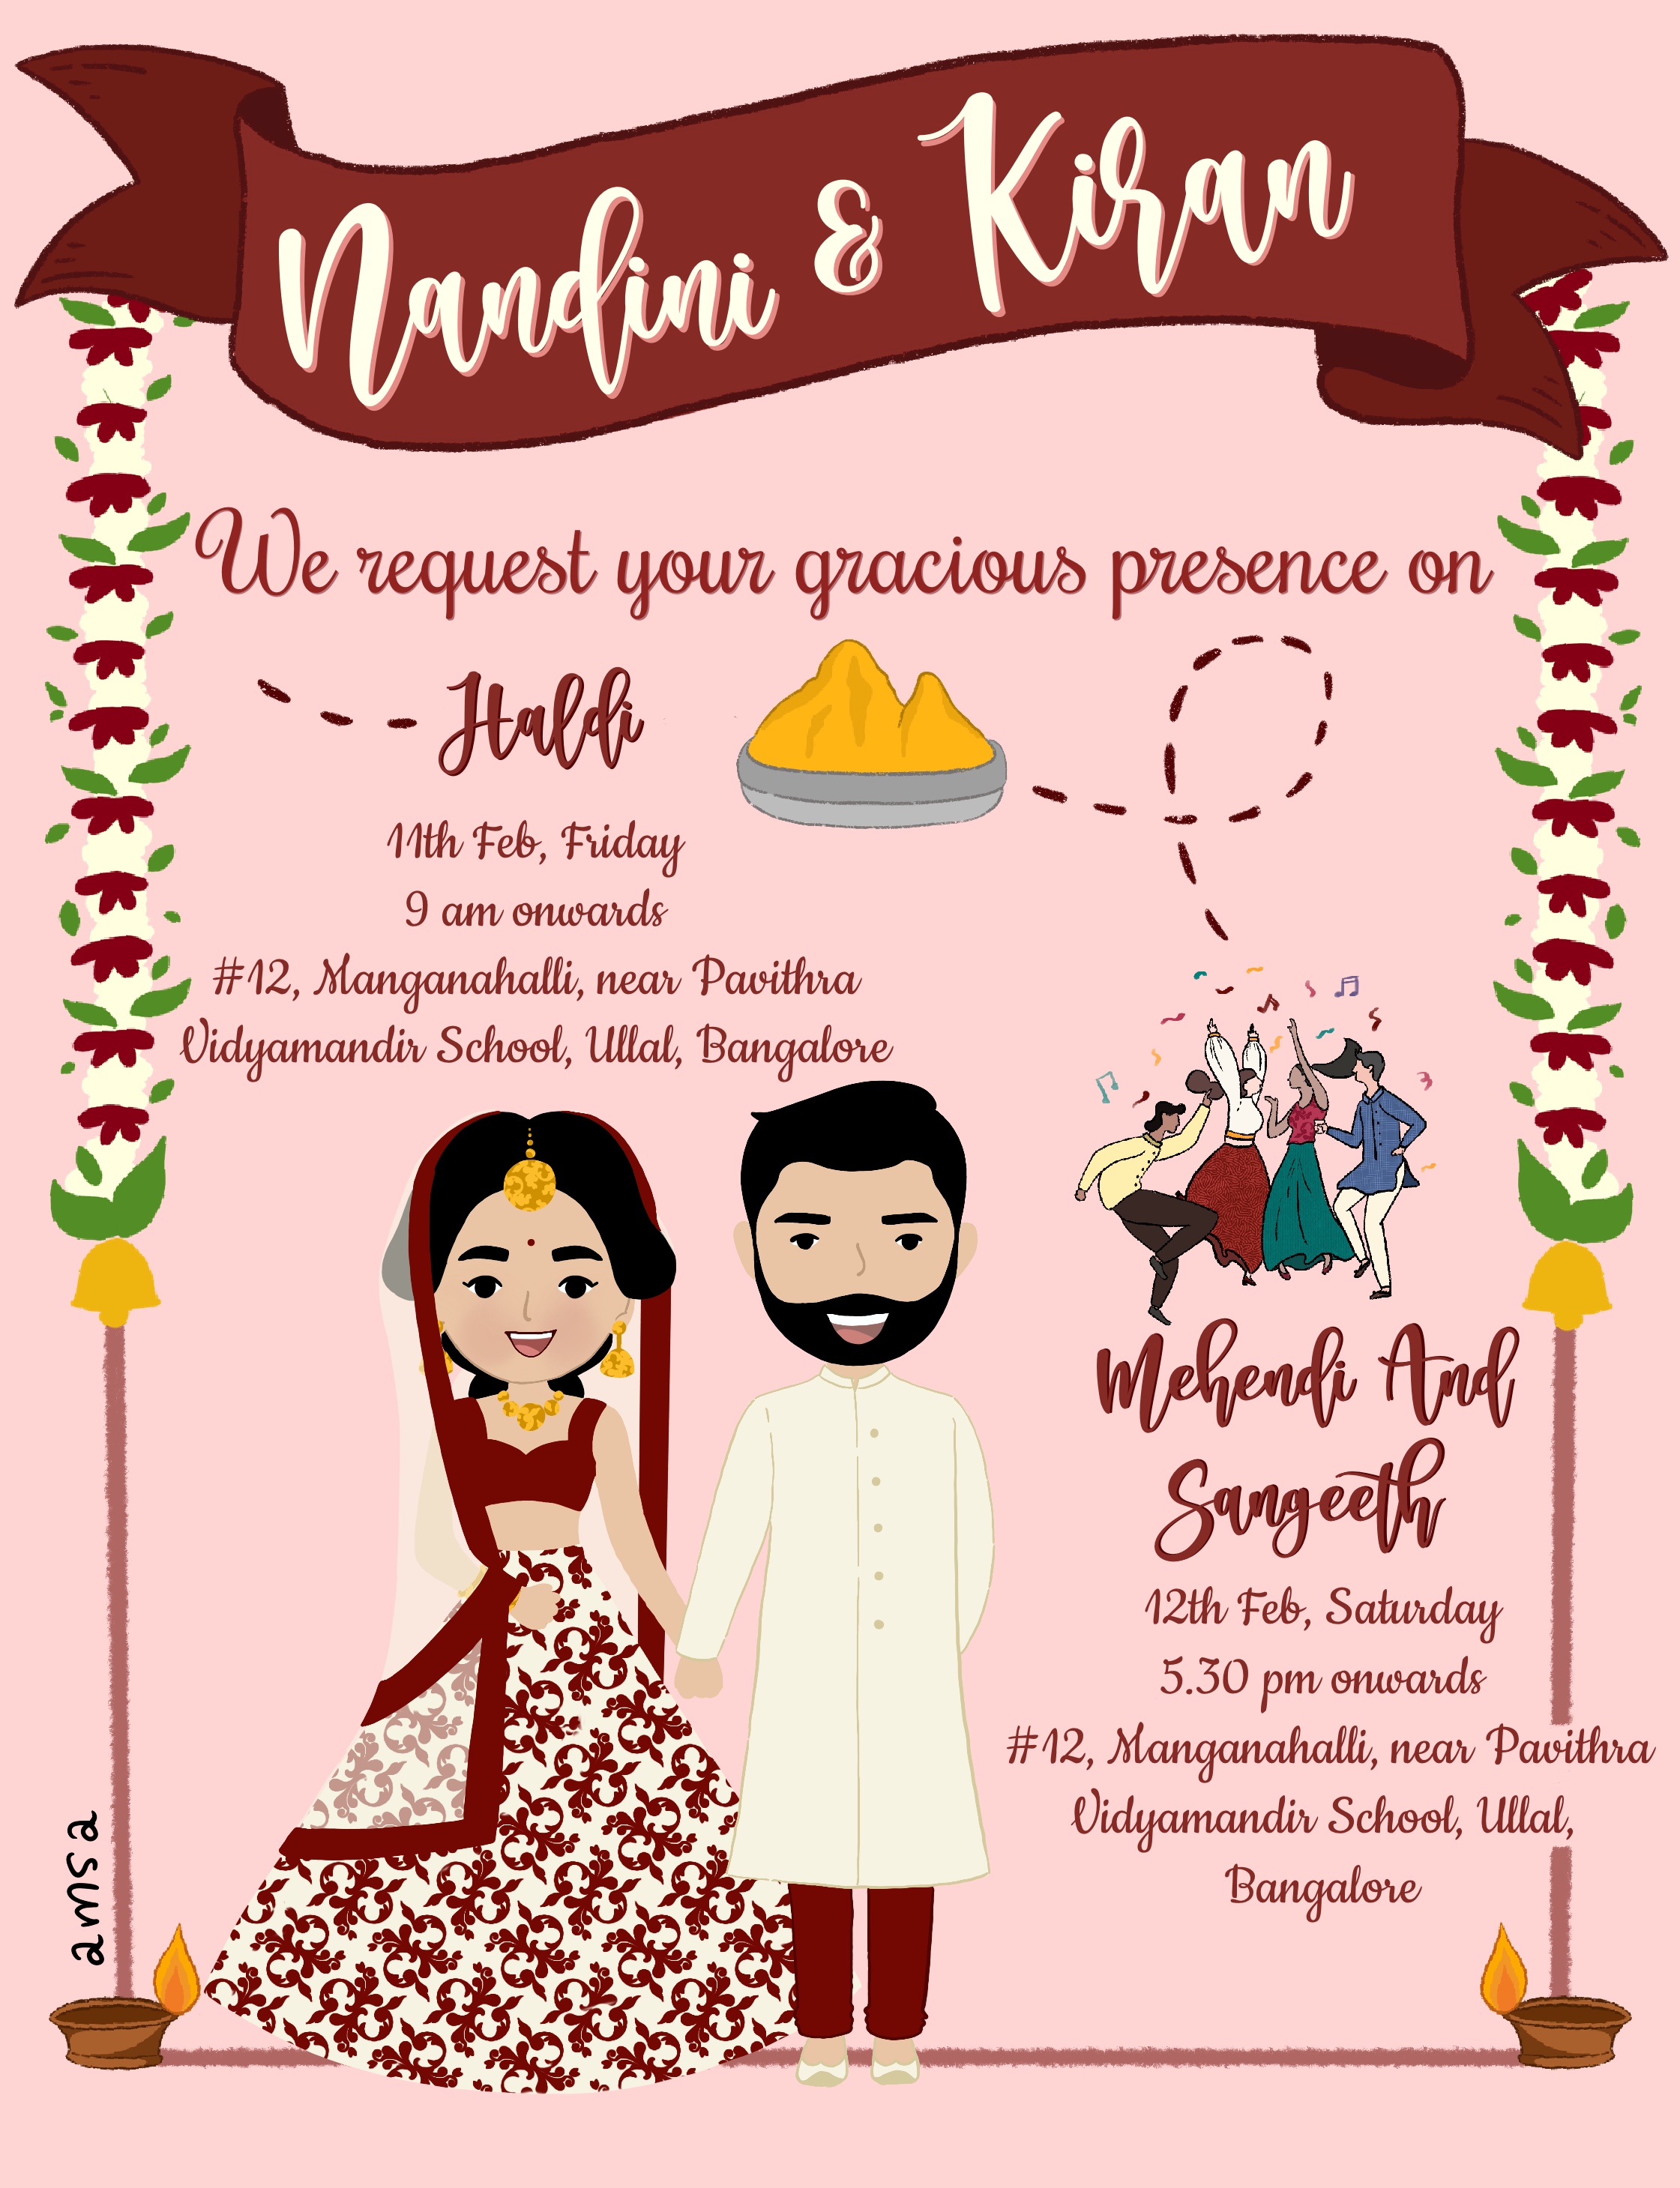 Nandini & Kiran
We request your gracious presence on
Haldi
11th Feb, Friday
9 am onwards
#12, Manganahalli, near Pavithra
Vidyamandir School, Ullal, Bangalore
Mehendi And
Sangeeth
12th Feb, Saturday
5.30 pm onwards
#12, Manganahalli, near Pavithra
Vidyamandir School, Ullal,
Bangalore
amsa